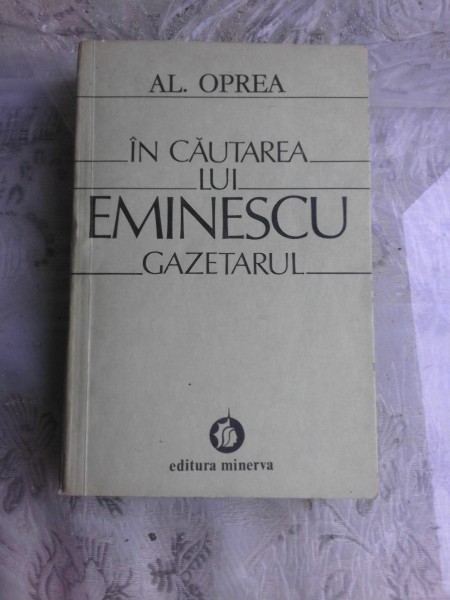 AL. OPREA
ÎN CĂUTAREA
LUI
EMINESCU
GAZETARUL
editura minerva